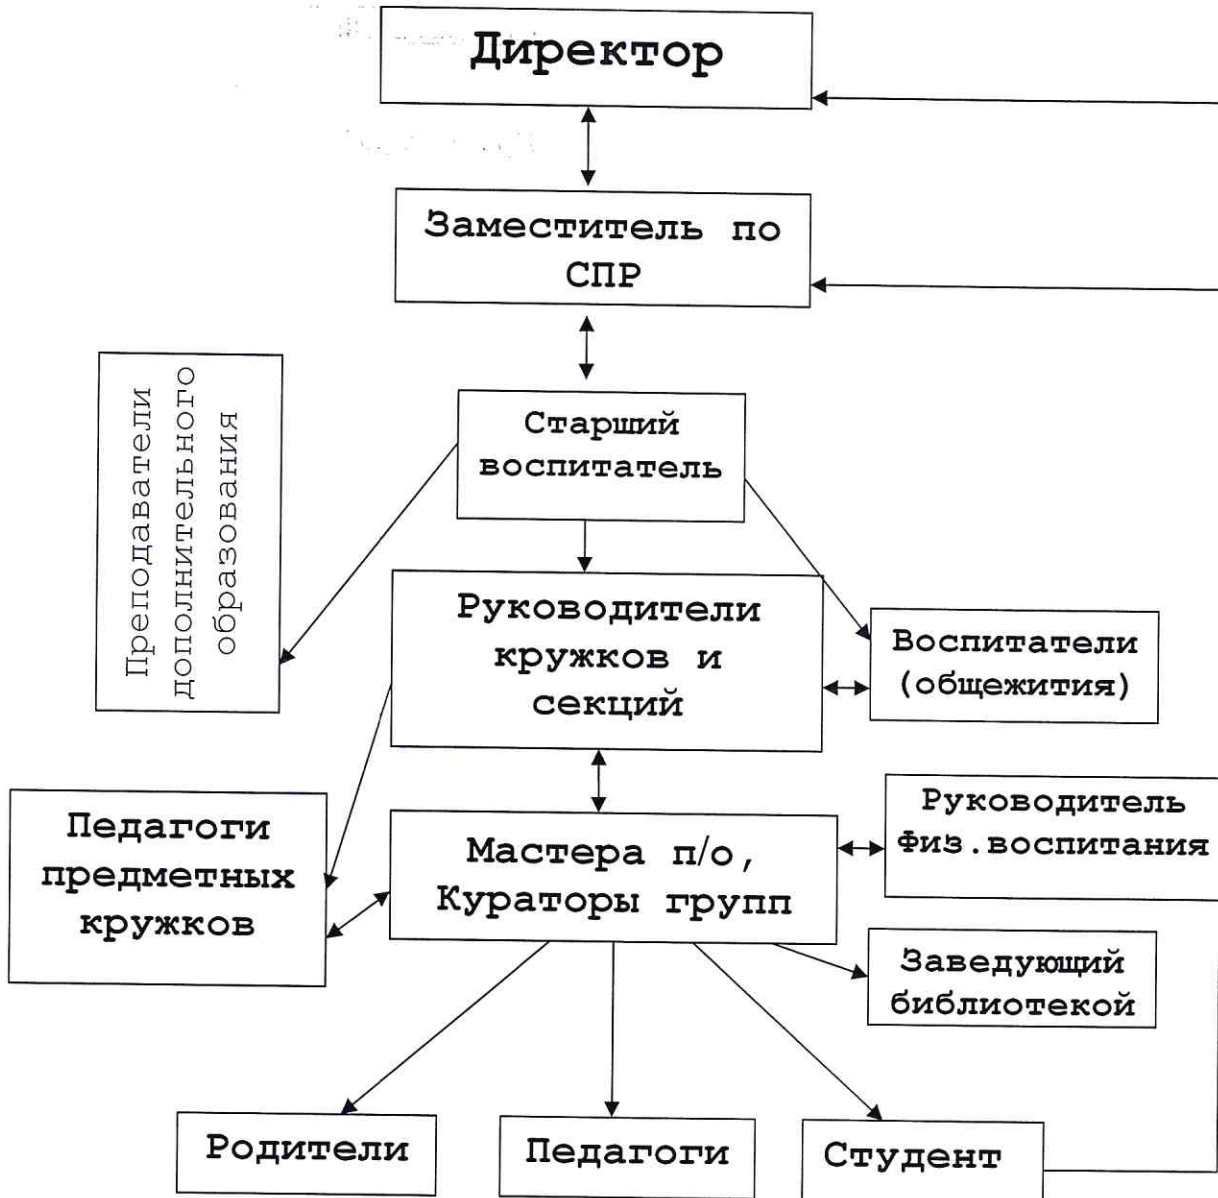 Директор
Заместитель по
СПР
Преподаватели
дополнительного
образования
Старший
воспитатель
Руководители
кружков и
секций
Воспитатели
(общежития)
Педагоги
предметных
кружков
Мастера п/о,
Кураторы групп
Руководитель
Физ.воспитания
Заведующий
библиотекой
Родители
Педагоги
Студент